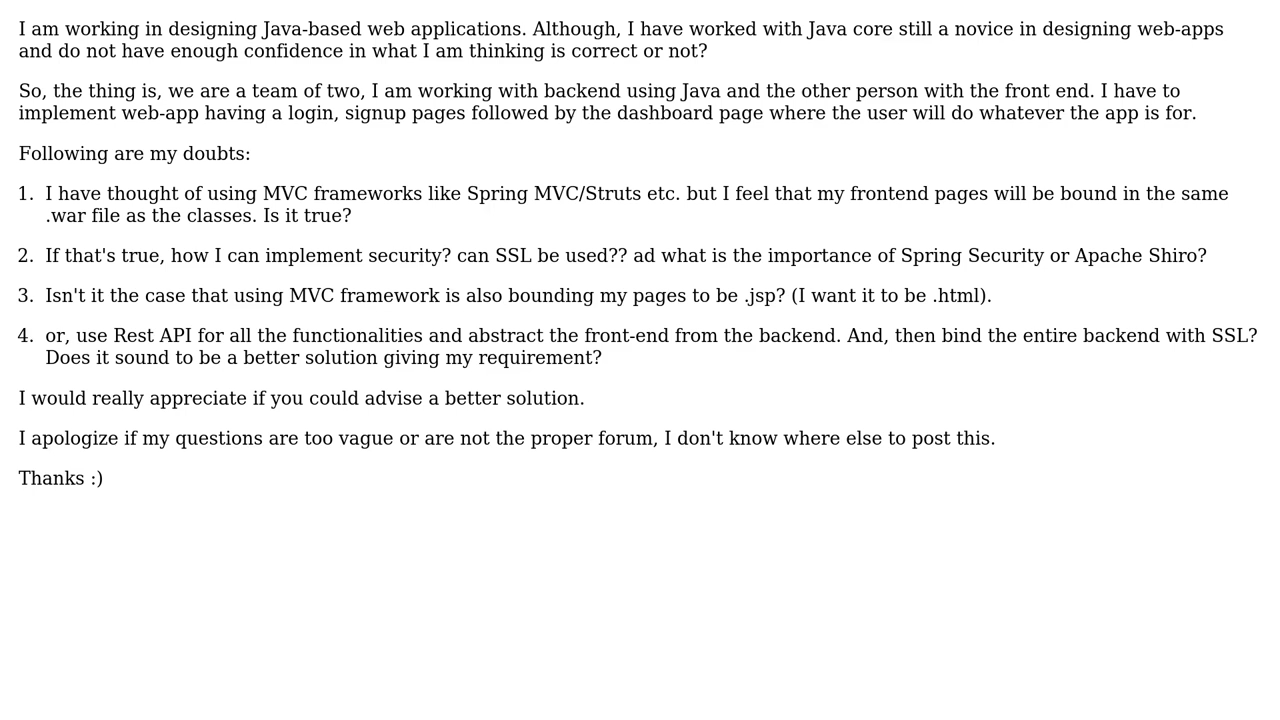 I am working in designing Java-based web applications. Although, I have worked with Java core still a novice in designing web-apps
and do not have enough confidence in what I am thinking is correct or not?
So, the thing is, we are a team of two, I am working with backend using Java and the other person with the front end. I have to
implement web-app having a login, signup pages followed by the dashboard page where the user will do whatever the app is for.
Following are my doubts:
1. I have thought of using MVC frameworks like Spring MVC/Struts etc. but I feel that my frontend pages will be bound in the same
.war file as the classes. Is it true?
2. If that's true, how I can implement security? can SSL be used?? ad what is the importance of Spring Security or Apache Shiro?
3. Isn't it the case that using MVC framework is also bounding my pages to be .jsp? (I want it to be .html).
4. or, use Rest API for all the functionalities and abstract the front-end from the backend. And, then bind the entire backend with SSL?
Does it sound to be a better solution giving my requirement?
I would really appreciate if you could advise a better solution.
I apologize if my questions are too vague or are not the proper forum, I don't know where else to post this.
Thanks :)